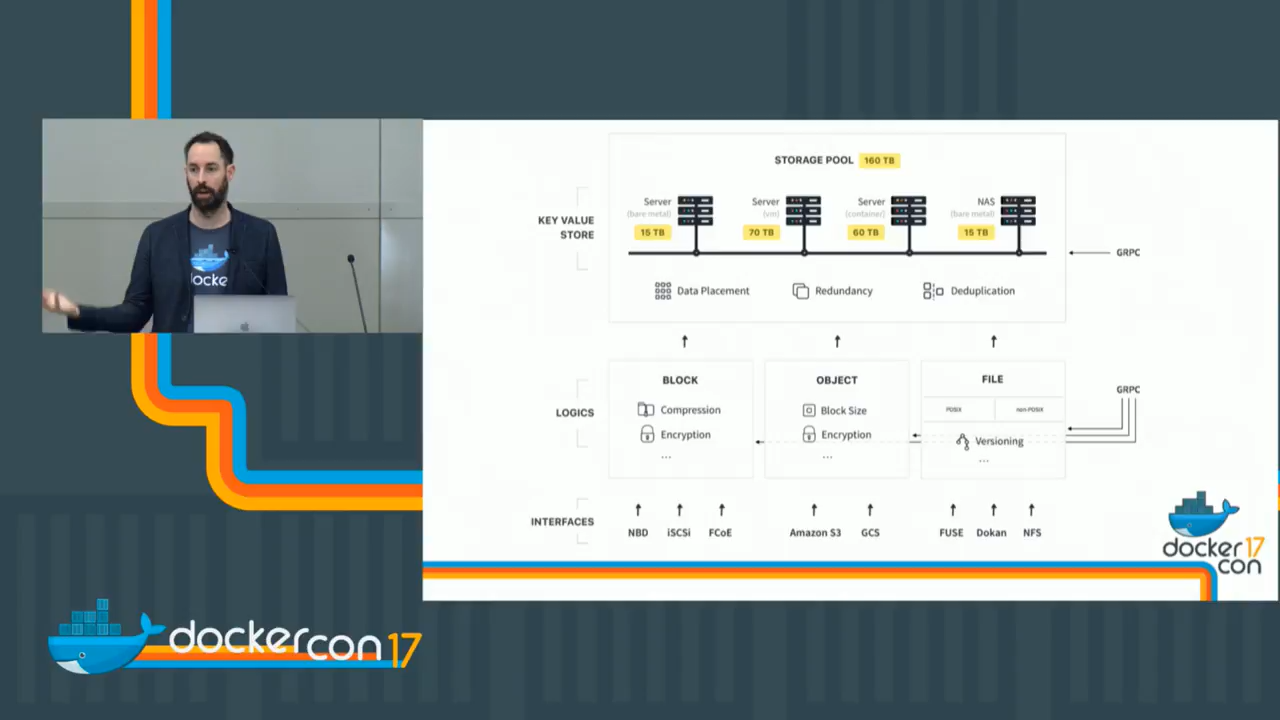 STORAGE POOL 160 TB
KEY VALUE
STORE
Server
(bare metal)
15 TB
Server
(vm)
70 TB
Server
(container)
60 TB
NAS
(bare metal)
15 TB
GRPC
Data Placement
Redundancy
Deduplication
LOGICS
BLOCK
Compression
Encryption
...
OBJECT
Block Size
Encryption
...
FILE
POSIX
non-POSIX
Versioning
...
GRPC
INTERFACES
NBD
iSCSi
FCoE
Amazon S3
GCS
FUSE
Dokan
NFS
docker 17
con
docke
dockercon 17